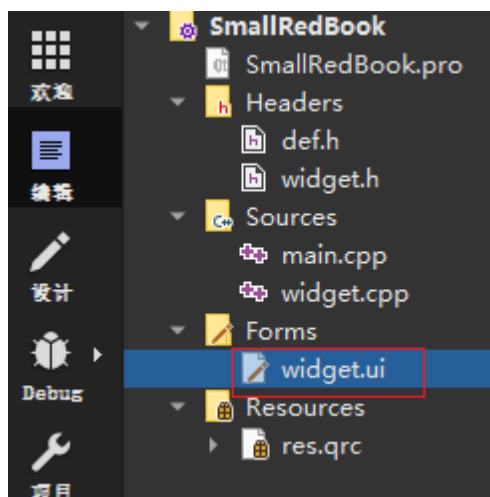 SmallRedBook
SmallRedBook.pro
Headers
def.h
widget.h
Sources
main.cpp
widget.cpp
Forms
widget.ui
Resources
res.qrc
欢迎
编辑
设计
Debug
项目